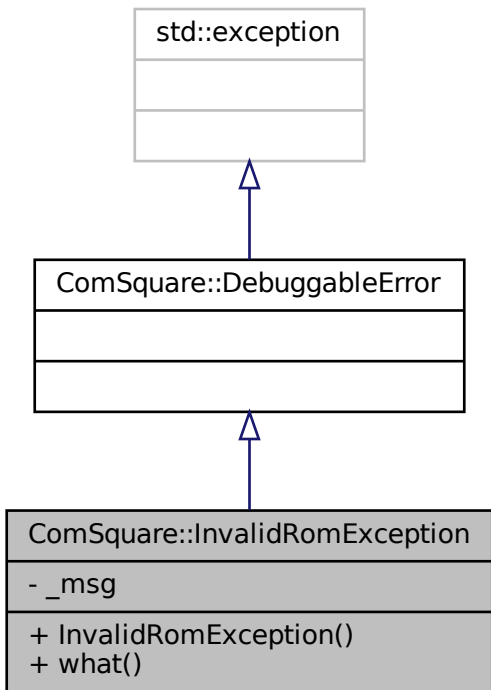 std::exception
ComSquare::DebuggableError
ComSquare::InvalidRomException
- _msg
+ InvalidRomException()
+ what()